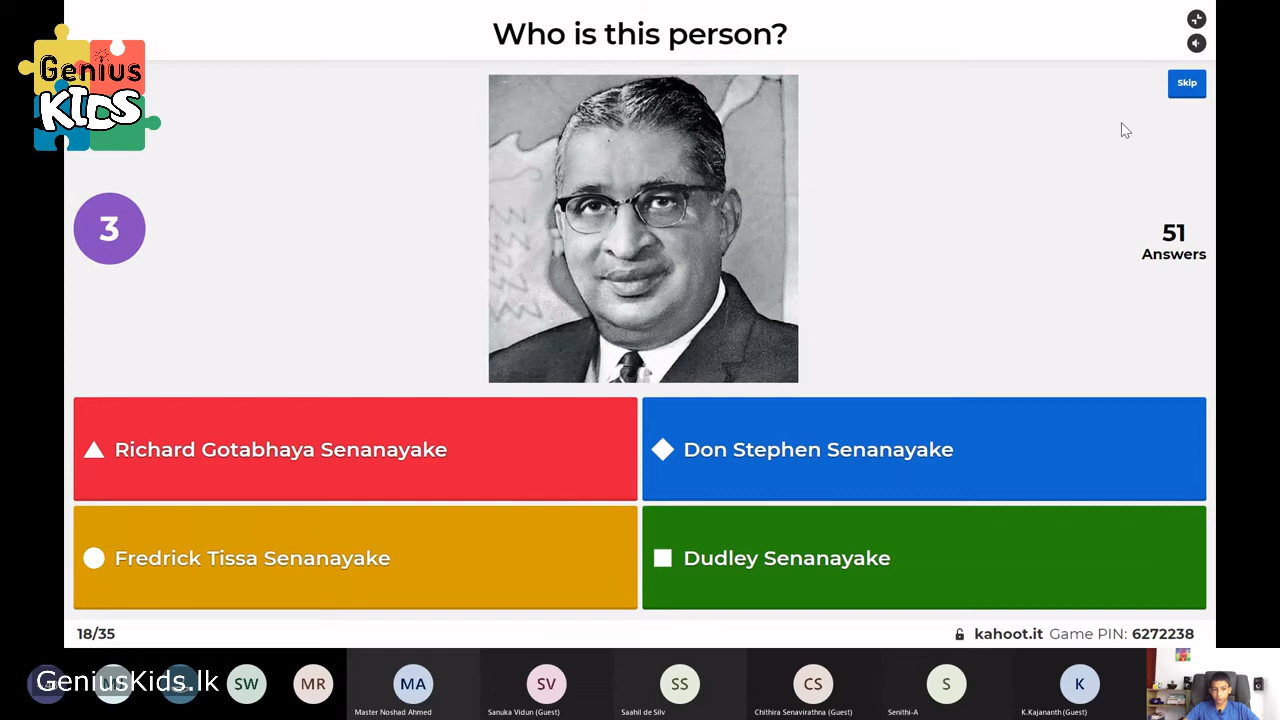 Who is this person?
Genius
KIDS
Skip
3
51
Answers
Richard Gotabhaya Senanayake
Don Stephen Senanayake
Fredrick Tissa Senanayake
Dudley Senanayake
18/35
kahoot.it Game PIN: 6272238
GeniusKids.lk
SW
MR
MA
SV
SS
CS
S
K
Master Noshad Ahmed
Sanuka Vidun (Guest)
Saahil de Silv
Chithira Senavirathna (Guest)
Senithi-A
K.Kajananth (Guest)